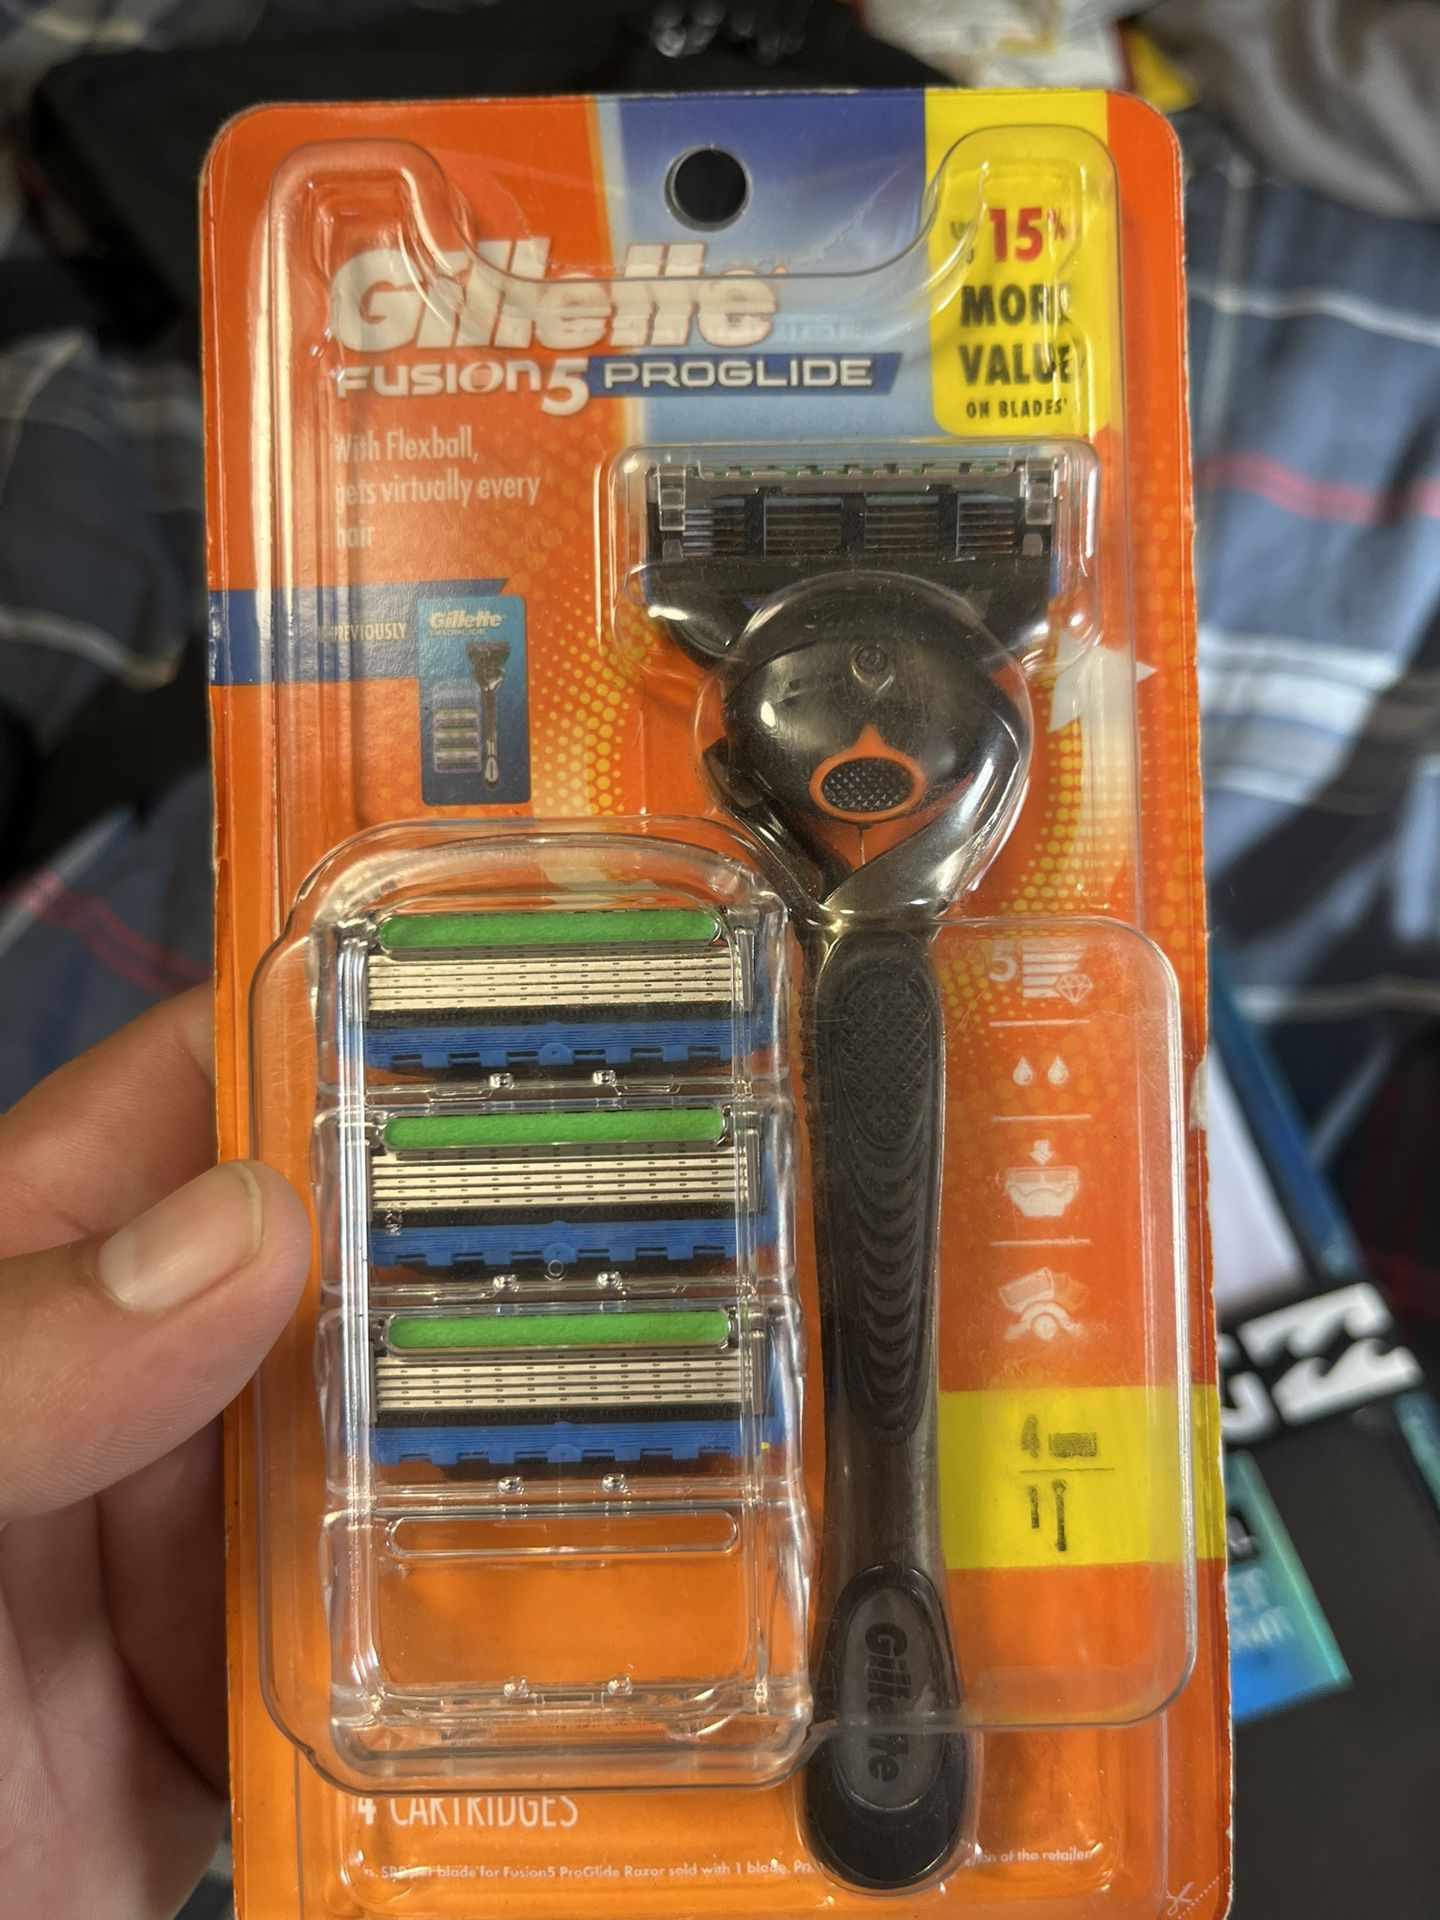 Gillette
FUSION5 PROGLIDE
15%
MORE
VALUE
ON BLADES
With Flexball,
gets virtually every
hair
PREVIOUSLY
Gillette
PROGLIDE
5
4
1
Gillette
4 CARTRIDGES
per blade for Fusion5 ProGlide Razor sold with 1 blade. of the retailer